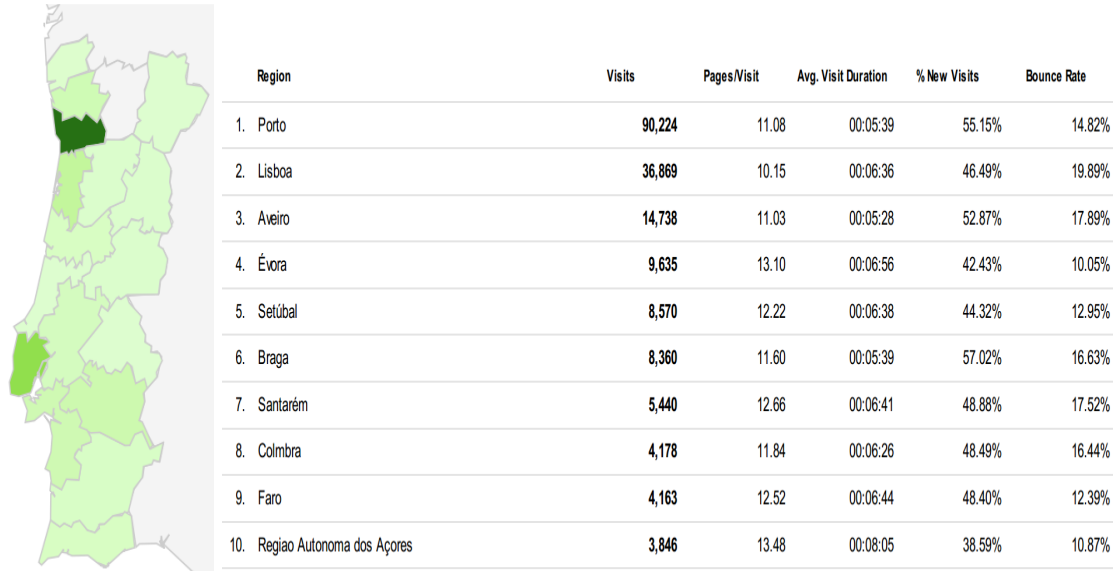 Region Visits Pages/Visit Avg. Visit Duration % New Visits Bounce Rate
1. Porto 90,224 11.08 00:05:39 55.15% 14.82%
2. Lisboa 36,869 10.15 00:06:36 46.49% 19.89%
3. Aveiro 14,738 11.03 00:05:28 52.87% 17.89%
4. Évora 9,635 13.10 00:06:56 42.43% 10.05%
5. Setúbal 8,570 12.22 00:06:38 44.32% 12.95%
6. Braga 8,360 11.60 00:05:39 57.02% 16.63%
7. Santarém 5,440 12.66 00:06:41 48.88% 17.52%
8. Coimbra 4,178 11.84 00:06:26 48.49% 16.44%
9. Faro 4,163 12.52 00:06:44 48.40% 12.39%
10. Regiao Autonoma dos Açores 3,846 13.48 00:08:05 38.59% 10.87%